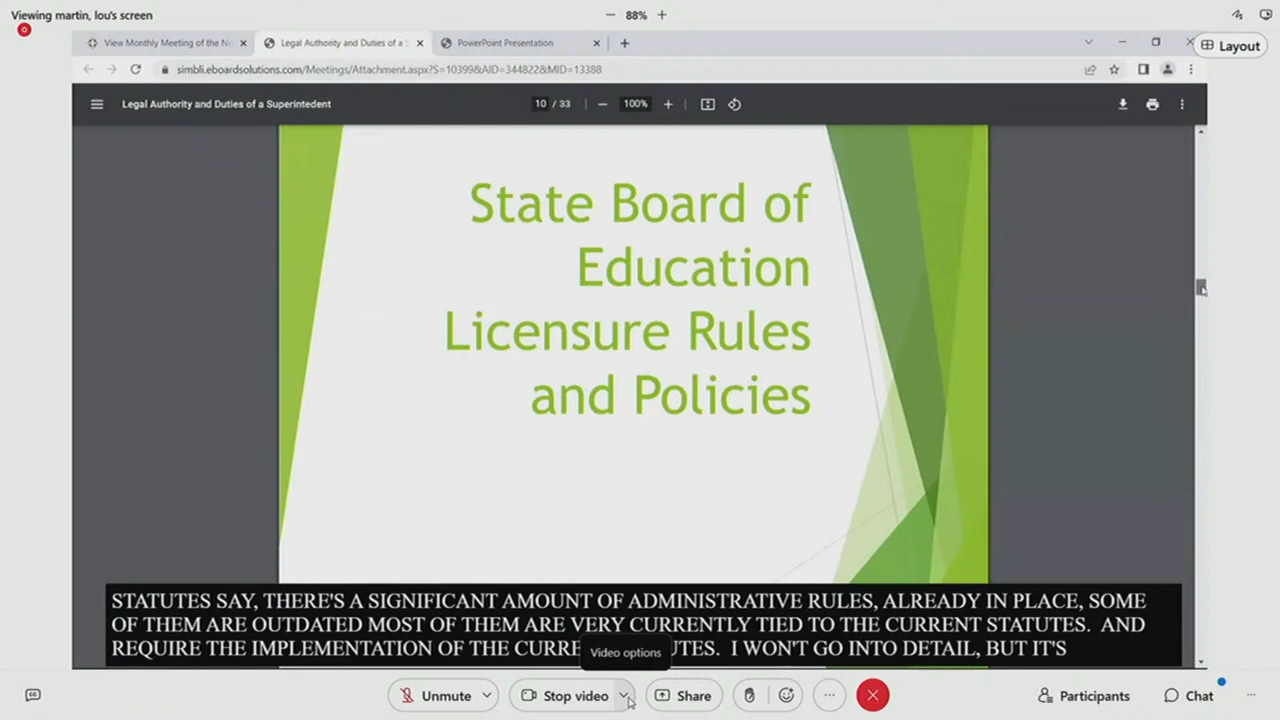 Viewing martin, lou's screen
88%
Layout
View Monthly Meeting of the N
Legal Authority and Duties of a S
PowerPoint Presentation
simbli.eboardsolutions.com/Meetings/Attachment.aspx?S=10399&AID=344822&MID=13388
Legal Authority and Duties of a Superintedent
10 / 33
100%
State Board of
Education
Licensure Rules
and Policies
STATUTES SAY, THERE'S A SIGNIFICANT AMOUNT OF ADMINISTRATIVE RULES, ALREADY IN PLACE, SOME
OF THEM ARE OUTDATED MOST OF THEM ARE VERY CURRENTLY TIED TO THE CURRENT STATUTES. AND
REQUIRE THE IMPLEMENTATION OF THE CURRE UTES. I WON'T GO INTO DETAIL, BUT IT'S
Video options
Unmute
Stop video
Share
Participants
Chat